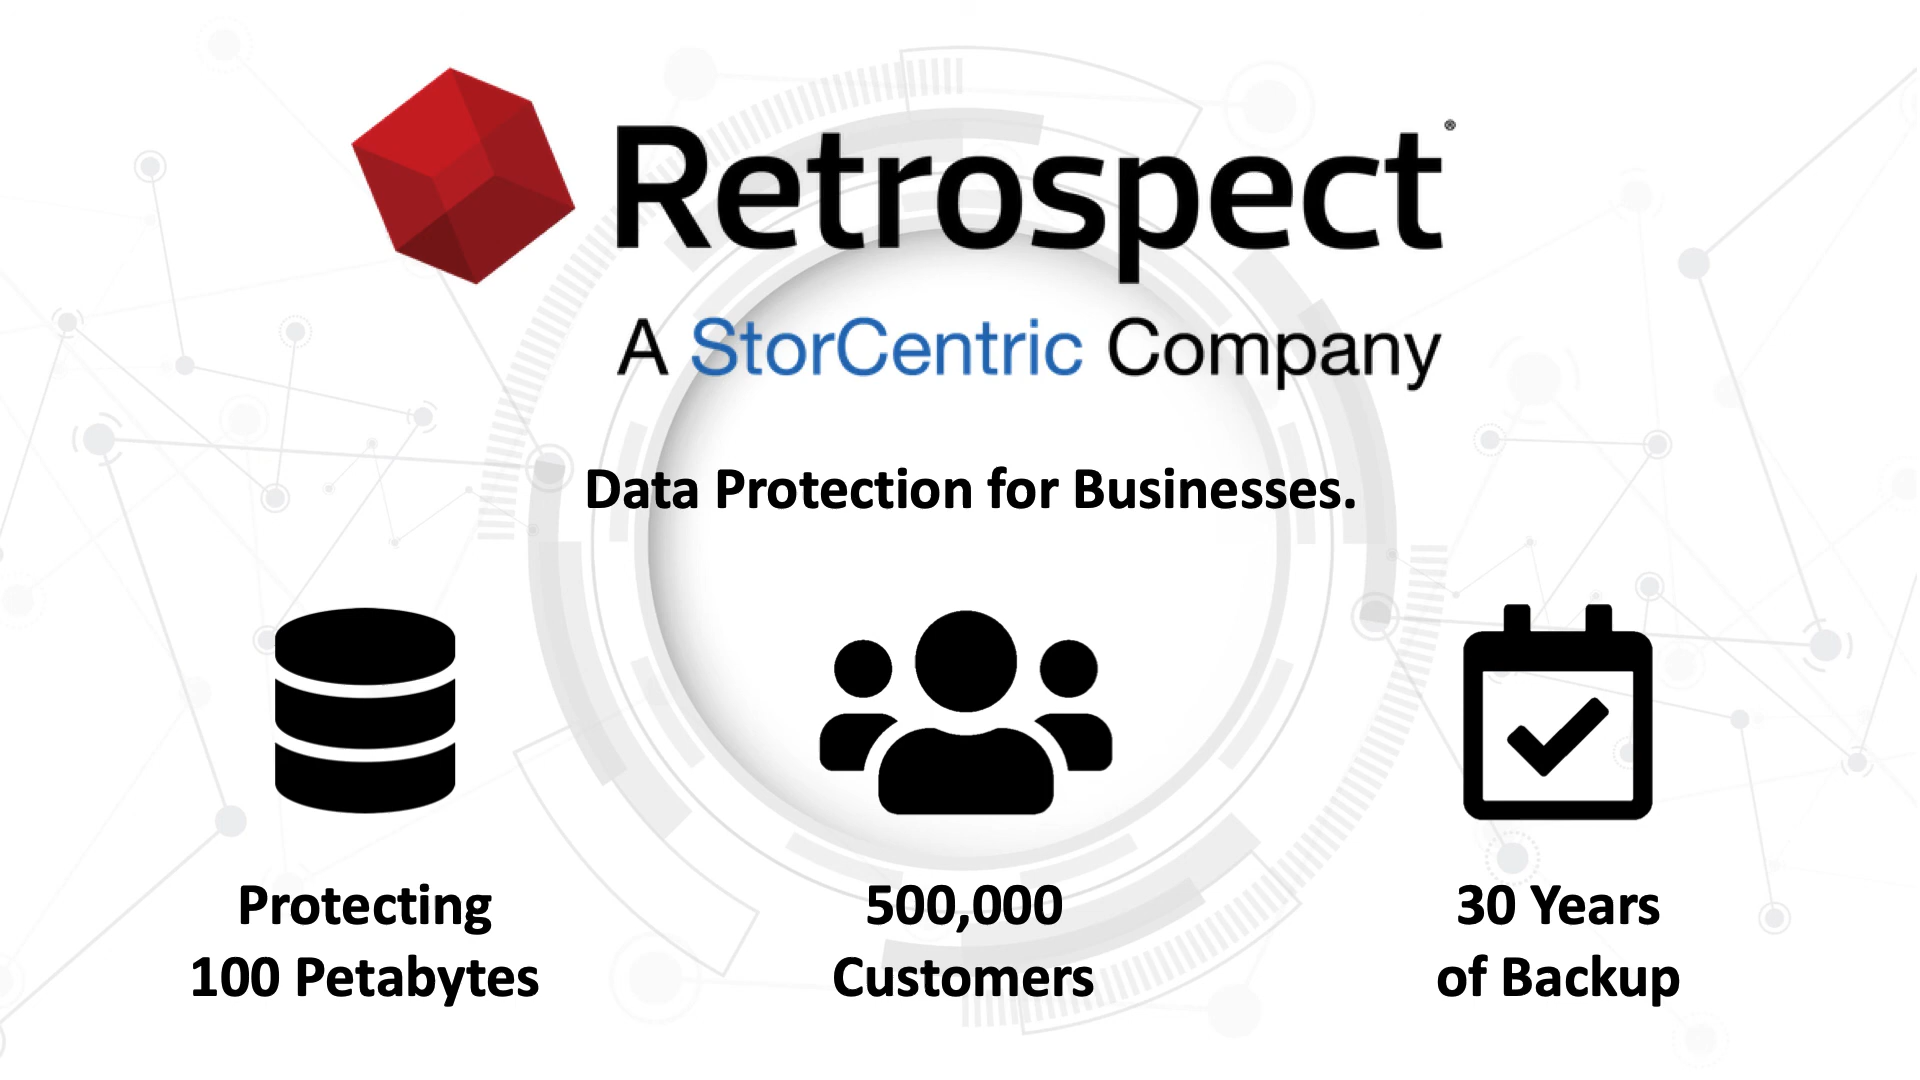 Retrospect®
A StorCentric Company
Data Protection for Businesses.
Protecting
100 Petabytes
500,000
Customers
30 Years
of Backup